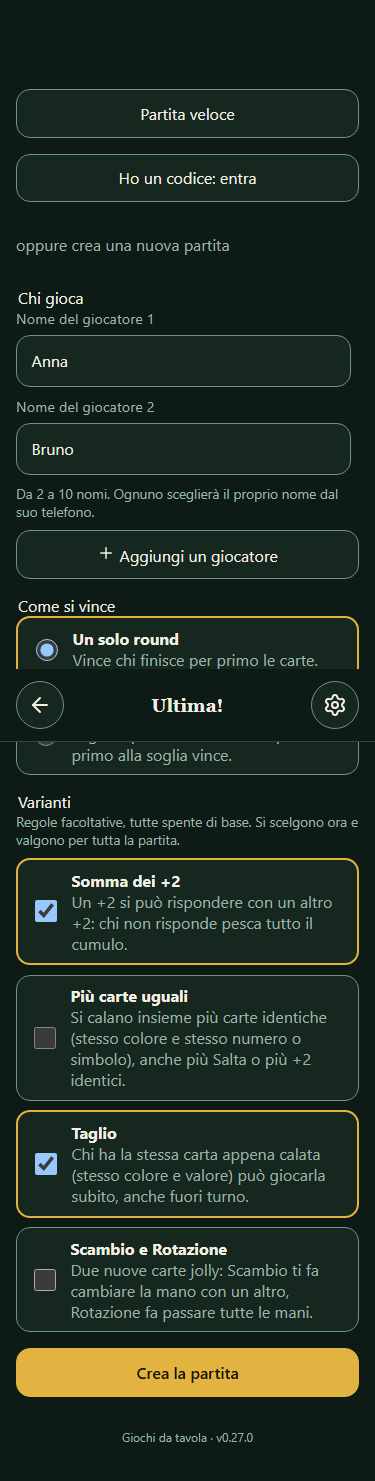 Partita veloce
Ho un codice: entra
oppure crea una nuova partita
Chi gioca
Nome del giocatore 1
Anna
Nome del giocatore 2
Bruno
Da 2 a 10 nomi. Ognuno sceglierà il proprio nome dal
suo telefono.
+ Aggiungi un giocatore
Come si vince
Un solo round
Vince chi finisce per primo le carte.
Ultima!
primo alla soglia vince.
Varianti
Regole facoltative, tutte spente di base. Si scelgono ora e
valgono per tutta la partita.
Somma dei +2
Un +2 si può rispondere con un altro
+2: chi non risponde pesca tutto il
cumulo.
Più carte uguali
Si calano insieme più carte identiche
(stesso colore e stesso numero o
simbolo), anche più Salta o più +2
identici.
Taglio
Chi ha la stessa carta appena calata
(stesso colore e valore) può giocarla
subito, anche fuori turno.
Scambio e Rotazione
Due nuove carte jolly: Scambio ti fa
cambiare la mano con un altro,
Rotazione fa passare tutte le mani.
Crea la partita
Giochi da tavola · v0.27.0